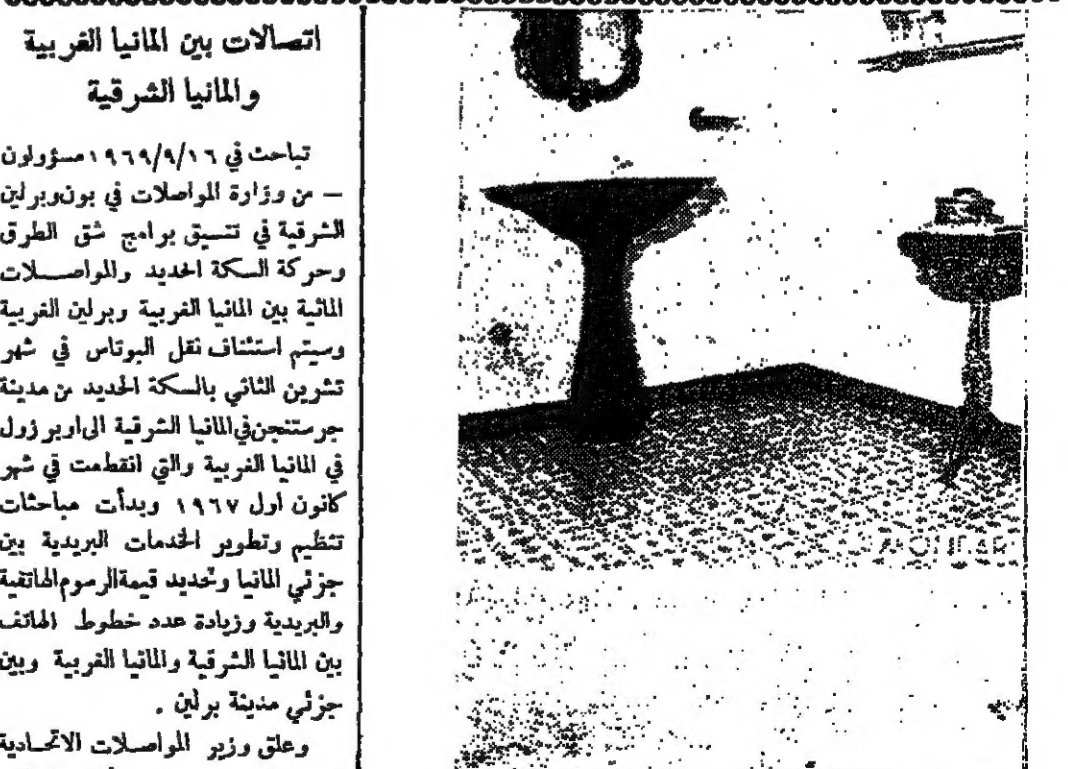 اتصالات بين المانيا الغربية
والمانيا الشرقية
تباحث في ١٩٦٩/٩/١٦ مسؤولون
– من وزارة المواصلات في بون وبرلين
الشرقية في تنسيق برامج شق الطرق
وحركة السكة الحديد والمواصلات
المائية بين المانيا الغربية وبرلين الغربية
وسيتم استئناف نقل البوتاس في شهر
تشرين الثاني بالسكة الحديد من مدينة
جرستنجن في المانيا الشرقية الى اوبر زول
في المانيا الغربية والتي انقطعت في شهر
كانون اول ١٩٦٧ وبدأت مباحثات
تنظيم وتطوير الخدمات البريدية بين
جزئي المانيا وتحديد قيمة الرسوم الهاتفية
والبريدية وزيادة عدد خطوط الهاتف
بين المانيا الشرقية والمانيا الغربية وبين
جزئي مدينة برلين .
وعلق وزير المواصلات الاتحادية